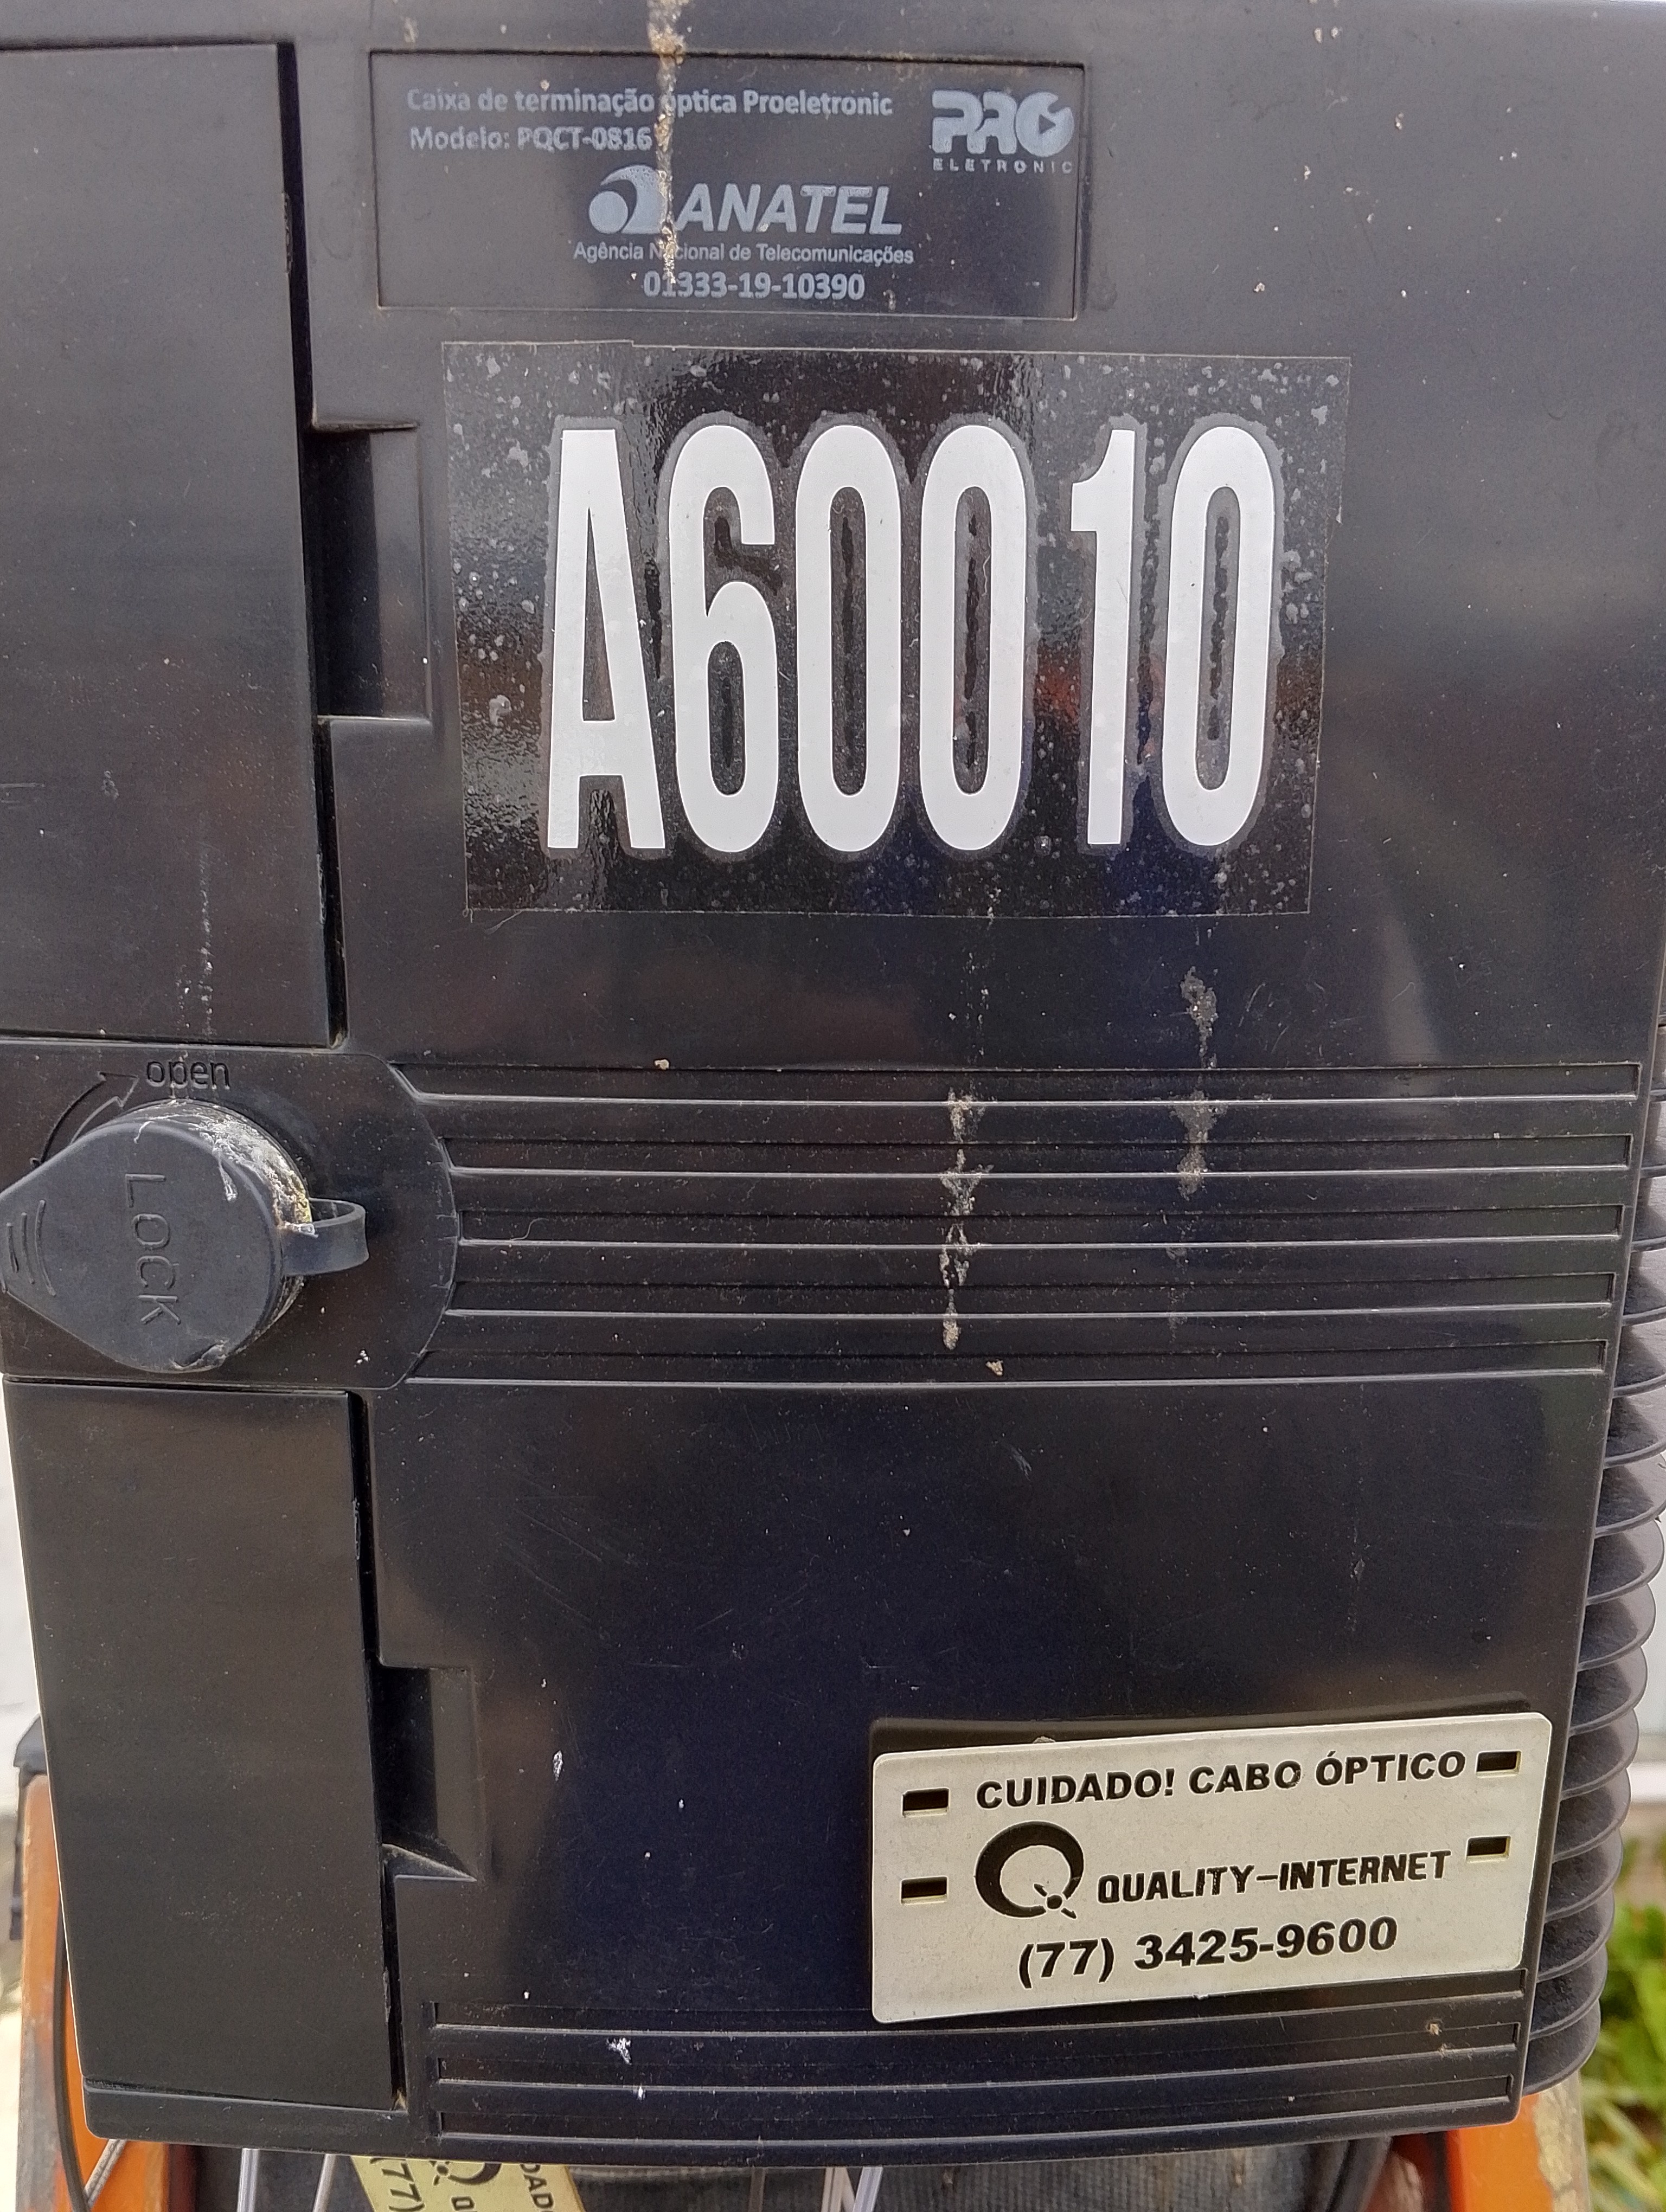 Caixa de terminação óptica Proeletronic
Modelo: PQCT-0816
PRO
ELETRONIC
ANATEL
Agência Nacional de Telecomunicações
01333-19-10390
A60010
open
LOCK
CUIDADO! CABO ÓPTICO
QUALITY-INTERNET
(77) 3425-9600
(77)